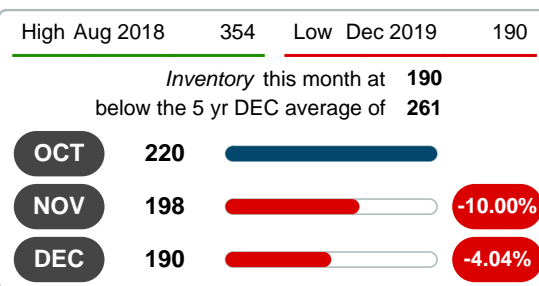 High Aug 2018 354 Low Dec 2019 190
Inventory this month at 190
below the 5 yr DEC average of 261
OCT 220
NOV 198 -10.00%
DEC 190 -4.04%